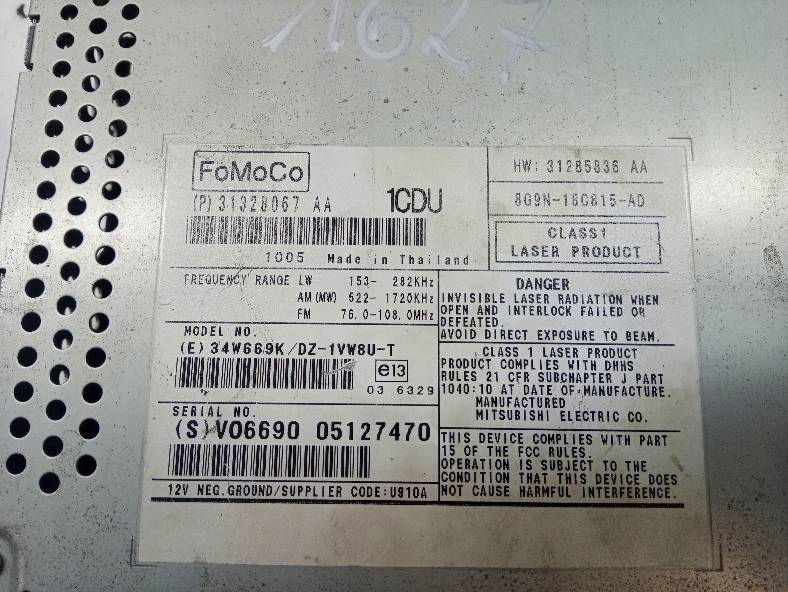 1627
FoMoCo
(P) 31328067 AA 1CDU
1005 Made in Thailand
HW: 31285836 AA
8G9N-18C815-AD
CLASS1
LASER PRODUCT
FREQUENCY RANGE LW 153- 282KHz
AM(MW) 522- 1720KHz
FM 76.0-108.0MHz
MODEL NO.
(E) 34W669K/DZ-1VW8U-T
e13
03 6329
SERIAL NO.
(S) V06690 05127470
12V NEG.GROUND/SUPPLIER CODE:U910A
DANGER
INVISIBLE LASER RADIATION WHEN
OPEN AND INTERLOCK FAILED OR
DEFEATED.
AVOID DIRECT EXPOSURE TO BEAM.
CLASS 1 LASER PRODUCT
PRODUCT COMPLIES WITH DHHS
RULES 21 CFR SUBCHAPTER J PART
1040:10 AT DATE OF MANUFACTURE.
MANUFACTURED
MITSUBISHI ELECTRIC CO.
THIS DEVICE COMPLIES WITH PART
15 OF THE FCC RULES.
OPERATION IS SUBJECT TO THE
CONDITION THAT THIS DEVICE DOES
NOT CAUSE HARMFUL INTERFERENCE.